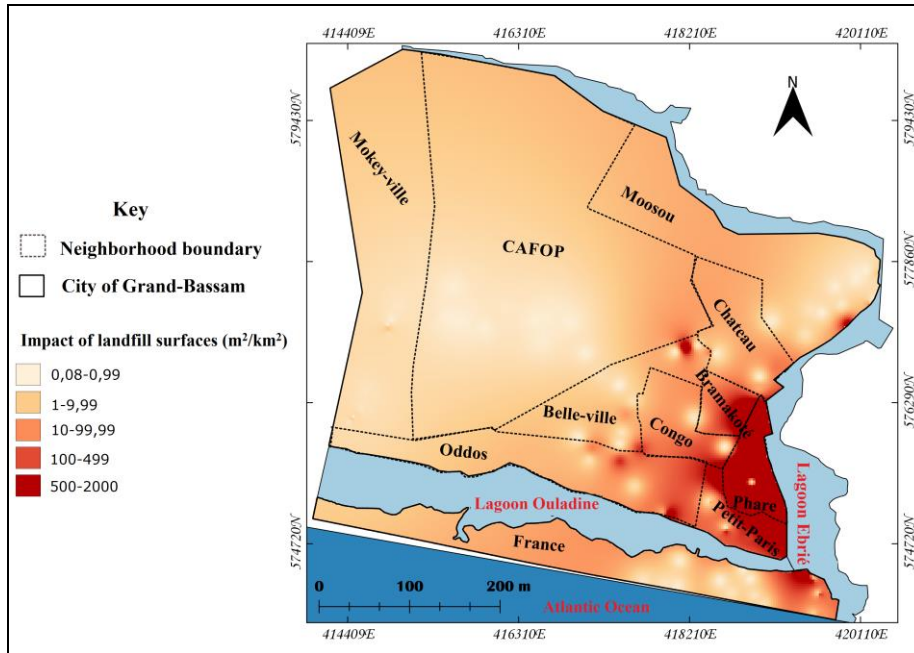 414409E
416310E
418210E
420110E
579430N
577860N
576290N
574720N
579430N
577860N
576290N
574720N
N
Mokey-ville
Moosou
CAFOP
Chateau
Bramakoté
Belle-ville
Congo
Oddos
Phare
Petit-Paris
Lagoon Ouladine
Lagoon Ebrié
France
Atlantic Ocean
0 100 200 m
Key
Neighborhood boundary
City of Grand-Bassam
Impact of landfill surfaces (m²/km²)
0,08-0,99
1-9,99
10-99,99
100-499
500-2000
414409E
416310E
418210E
420110E